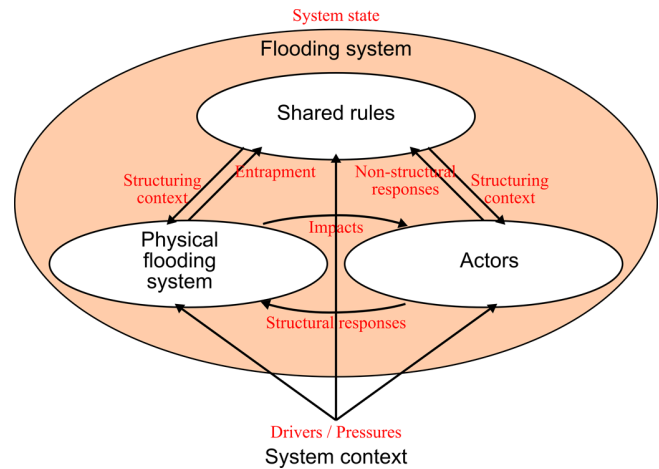 System state
Flooding system
Shared rules
Structuring
context
Entrapment
Non-structural
responses
Structuring
context
Impacts
Physical
flooding
system
Actors
Structural responses
Drivers / Pressures
System context